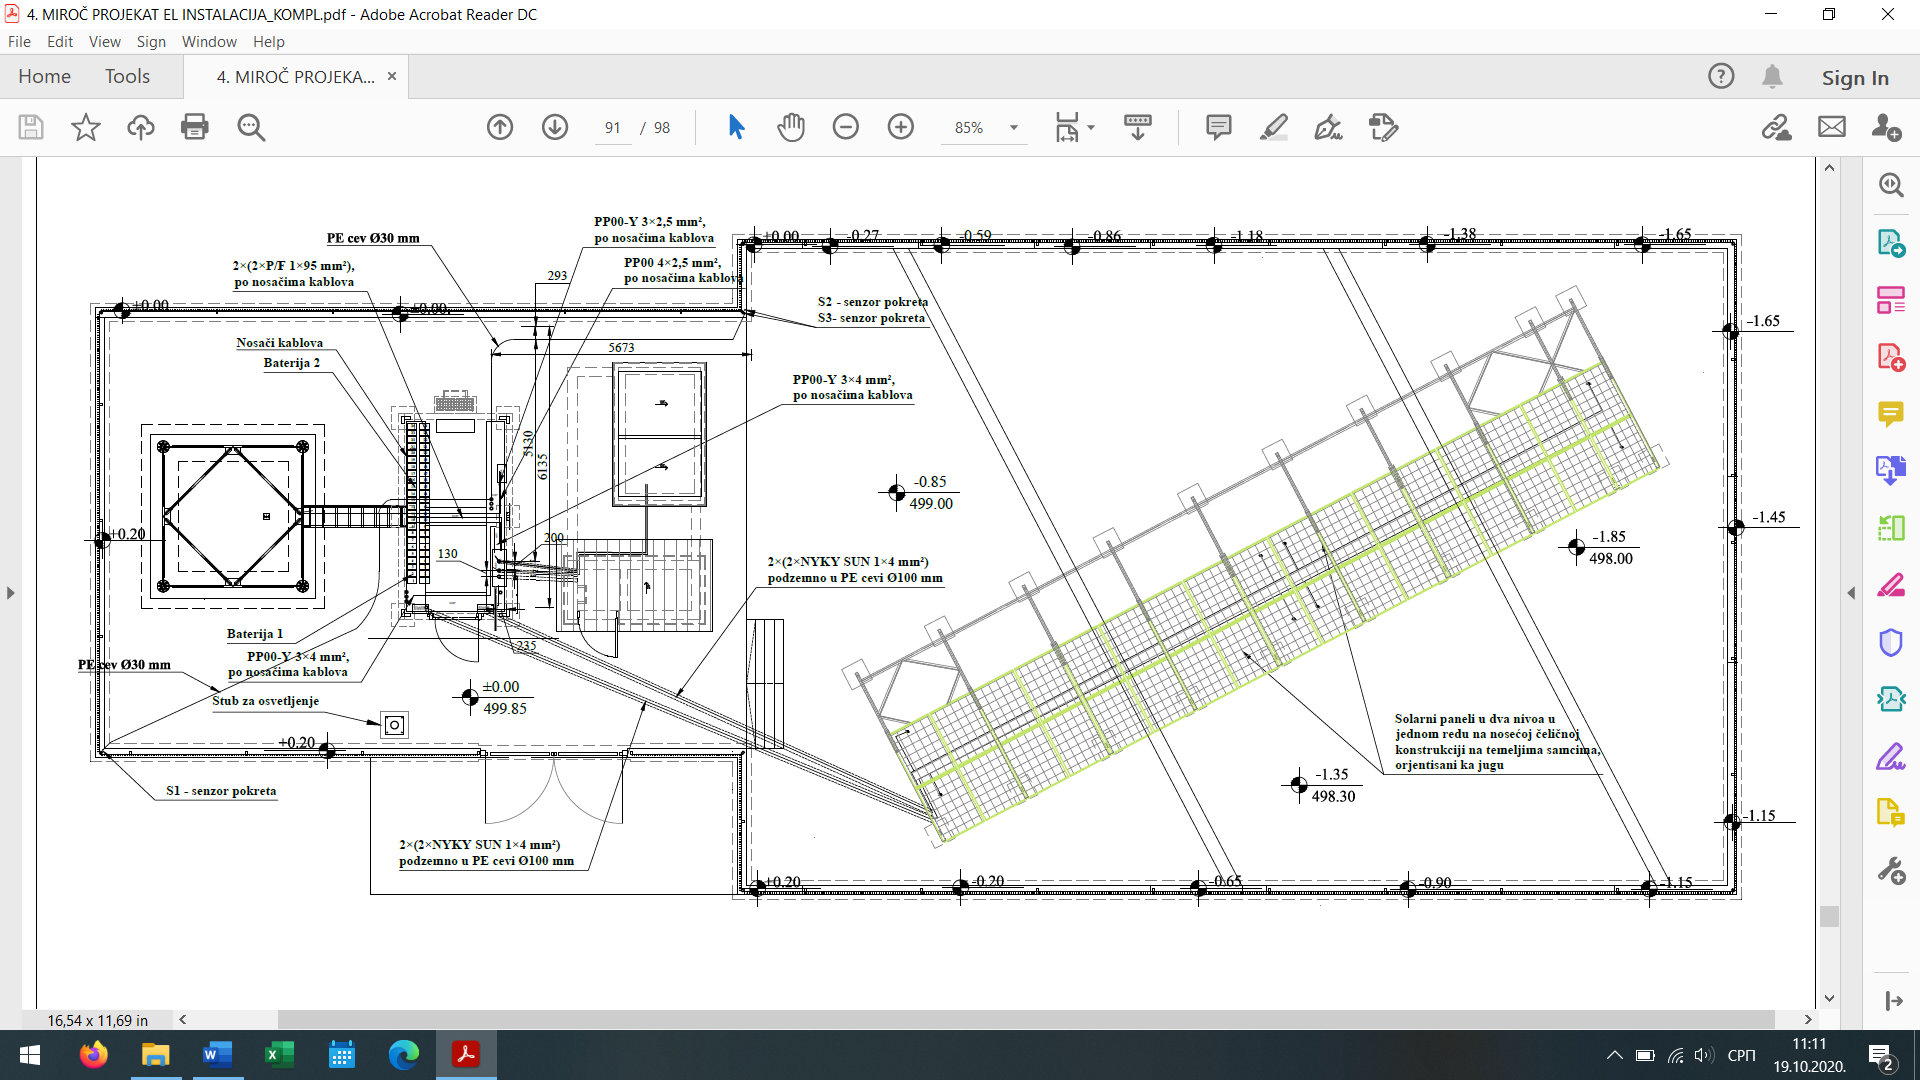 4. MIROČ PROJEKAT EL INSTALACIJA_KOMPL.pdf - Adobe Acrobat Reader DC
File Edit View Sign Window Help
Home Tools 4. MIROČ PROJEKA... × Sign In
91 / 98 85%
PP00-Y 3×2,5 mm²,
po nosačima kablova
PE cev Ø30 mm
PP00 4×2,5 mm²,
po nosačima kablova
2×(2×P/F 1×95 mm²),
po nosačima kablova
293
±0.00 -0.27 -0.59 -0.86 -1.18 -1.38 -1.65
S2 - senzor pokreta
S3- senzor pokreta
±0.00 ±0.00
-1.65
Nosači kablova
Baterija 2
5673
PP00-Y 3×4 mm²,
po nosačima kablova
5130
6135
-0.85
499.00
+0.20
-1.45
130
200
-1.85
498.00
2×(2×NYKY SUN 1×4 mm²)
podzemno u PE cevi Ø100 mm
Baterija 1
235
PP00-Y 3×4 mm²,
po nosačima kablova
PE cev Ø30 mm
Stub za osvetljenje
±0.00
499.85
Solarni paneli u dva nivoa u
jednom redu na nosećoj čeličnoj
konstrukciji na temeljima samcima,
orjentisani ka jugu
+0.20
S1 - senzor pokreta
-1.35
498.30
-1.15
2×(2×NYKY SUN 1×4 mm²)
podzemno u PE cevi Ø100 mm
+0.20 -0.20 -0.65 -0.90 -1.15
16,54 x 11,69 in
11:11
СРП
19.10.2020.
2